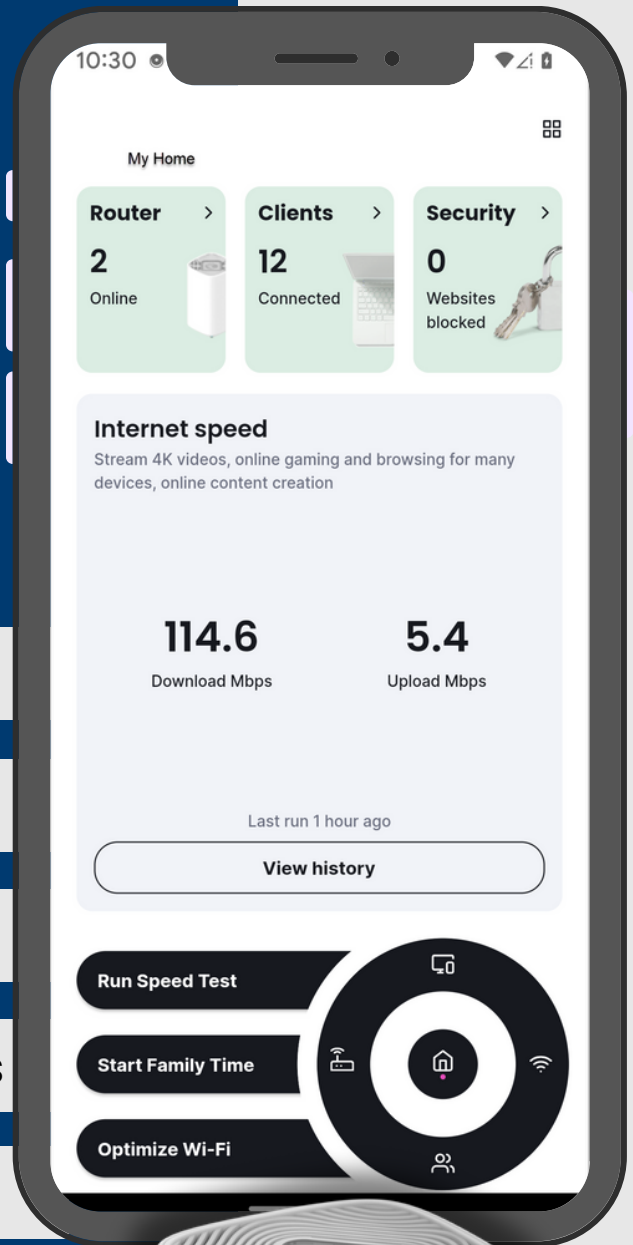 10:30
My Home
Router
2
Online
Clients
12
Connected
Security
0
Websites
blocked
Internet speed
Stream 4K videos, online gaming and browsing for many
devices, online content creation
114.6
Download Mbps
5.4
Upload Mbps
Last run 1 hour ago
View history
Run Speed Test
Start Family Time
Optimize Wi-Fi
s